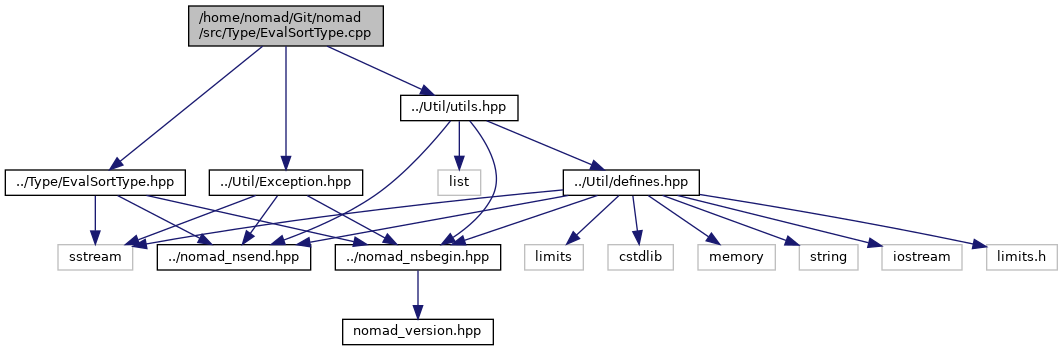 /home/nomad/Git/nomad
/src/Type/EvalSortType.cpp
../Util/utils.hpp
../Type/EvalSortType.hpp
../Util/Exception.hpp
list
../Util/defines.hpp
sstream
../nomad_nsend.hpp
../nomad_nsbegin.hpp
limits
cstdlib
memory
string
iostream
limits.h
nomad_version.hpp